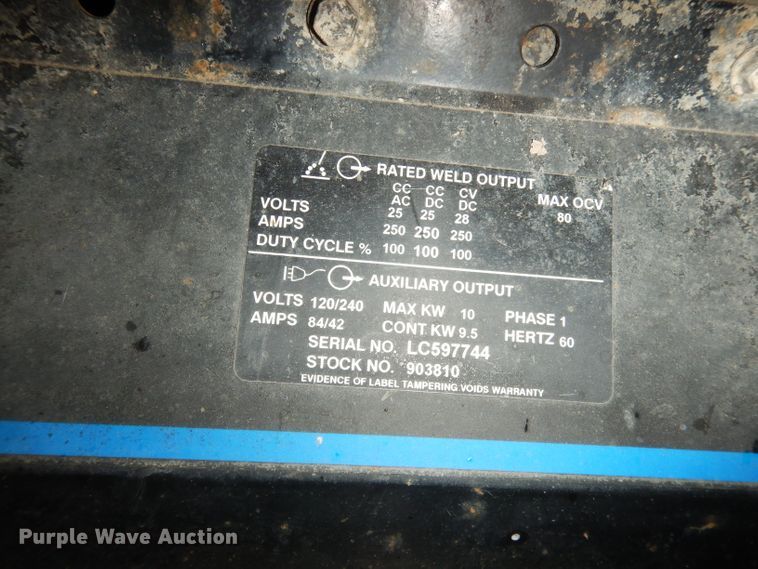 RATED WELD OUTPUT
CC CC CV MAX OCV
AC DC DC
VOLTS 25 25 28 80
AMPS 250 250 250
DUTY CYCLE % 100 100 100
AUXILIARY OUTPUT
VOLTS 120/240 MAX KW 10 PHASE 1
AMPS 84/42 CONT KW 9.5 HERTZ 60
SERIAL NO. LC597744
STOCK NO. 903810
EVIDENCE OF LABEL TAMPERING VOIDS WARRANTY
Purple Wave Auction